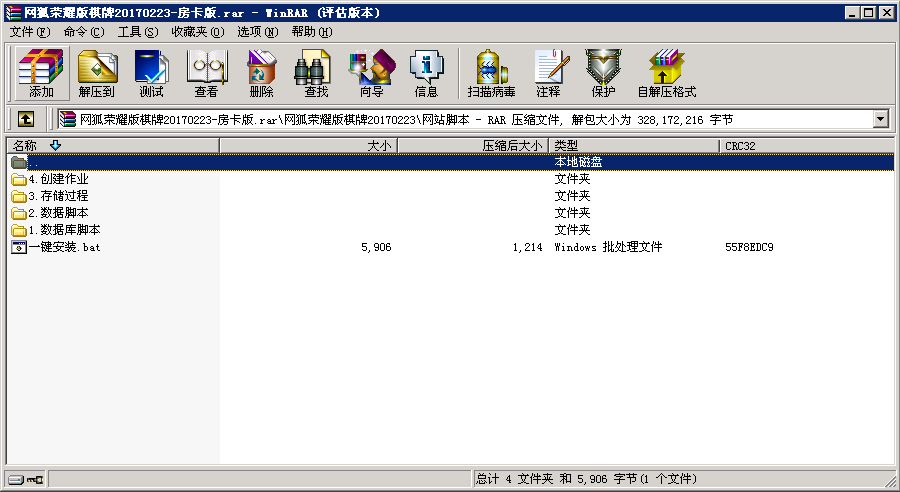 网狐荣耀版棋牌20170223-房卡版.rar - WinRAR (评估版本)
文件(F) 命令(C) 工具(S) 收藏夹(O) 选项(N) 帮助(H)
添加 解压到 测试 查看 删除 查找 向导 信息 扫描病毒 注释 保护 自解压格式
网狐荣耀版棋牌20170223-房卡版.rar\网狐荣耀版棋牌20170223\网站脚本 - RAR 压缩文件, 解包大小为 328,172,216 字节
名称 大小 压缩后大小 类型 CRC32
.. 本地磁盘
4.创建作业 文件夹
3.存储过程 文件夹
2.数据脚本 文件夹
1.数据库脚本 文件夹
一键安装.bat 5,906 1,214 Windows 批处理文件 55F8EDC9
总计 4 文件夹 和 5,906 字节(1 个文件)